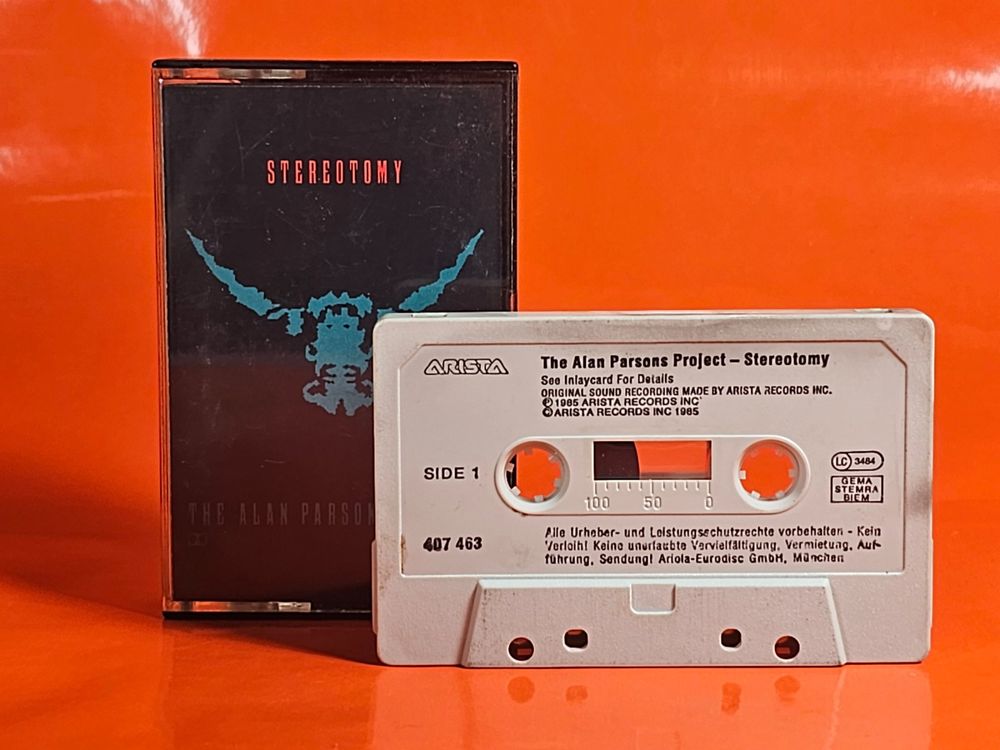 STEREOTOMY
THE ALAN PARSON
ARISTA
The Alan Parsons Project – Stereotomy
See Inlaycard For Details
ORIGINAL SOUND RECORDING MADE BY ARISTA RECORDS INC.
Ⓟ 1985 ARISTA RECORDS INC
© ARISTA RECORDS INC 1985
SIDE 1
100 50 0
LC 3484
GEMA
STEMRA
BIEM
407 463
Alle Urheber- und Leistungsschutzrechte vorbehalten - Kein
Verleih! Keine unerlaubte Vervielfältigung, Vermietung, Auf-
führung, Sendung! Ariola-Eurodisc GmbH, München